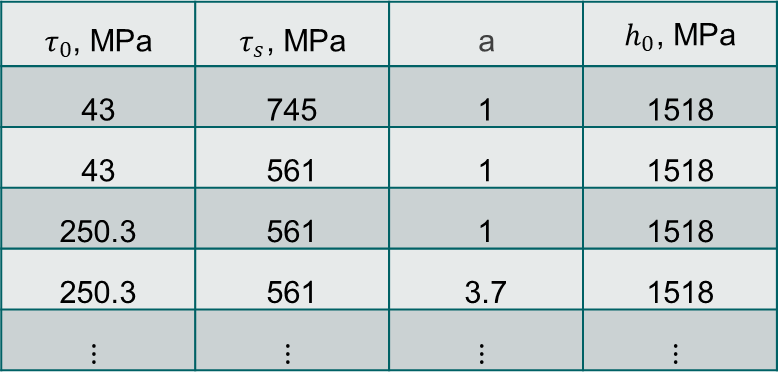 τ₀, MPa τₛ, MPa a h₀, MPa
43 745 1 1518
43 561 1 1518
250.3 561 1 1518
250.3 561 3.7 1518
⋮ ⋮ ⋮ ⋮